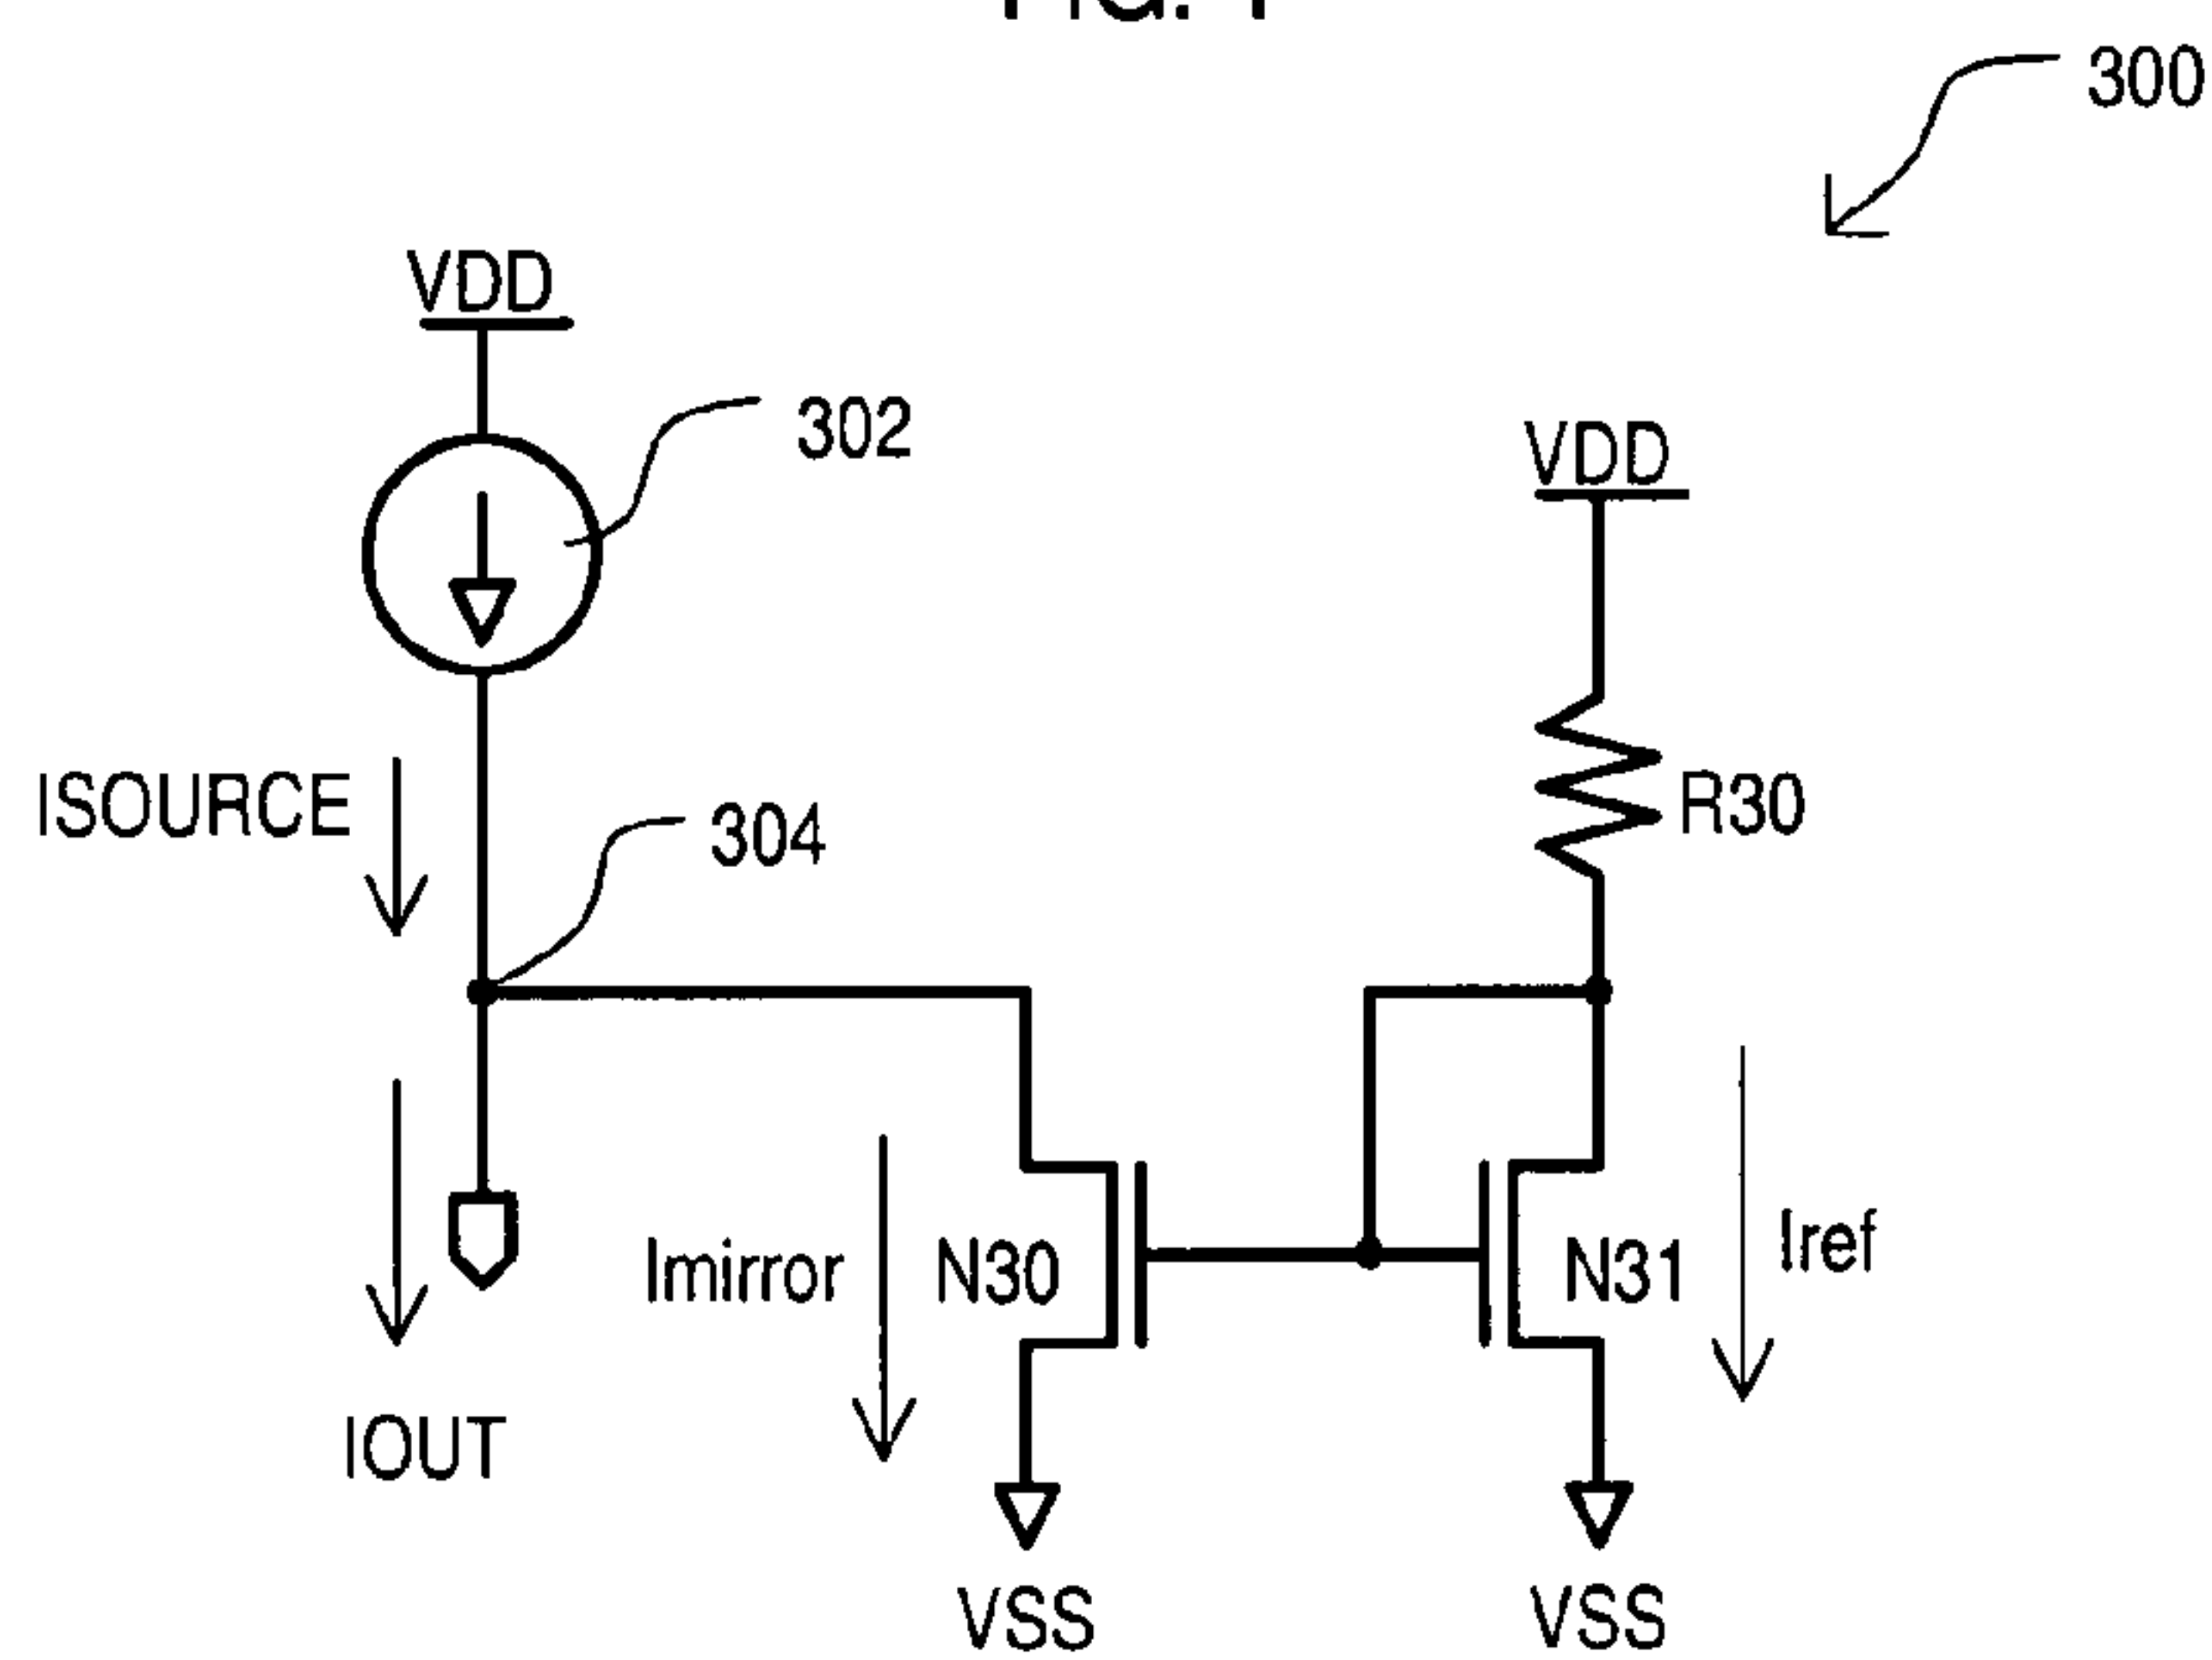 300
VDD
302
VDD
ISOURCE
304
R30
Imirror
N30
N31
Iref
IOUT
VSS
VSS